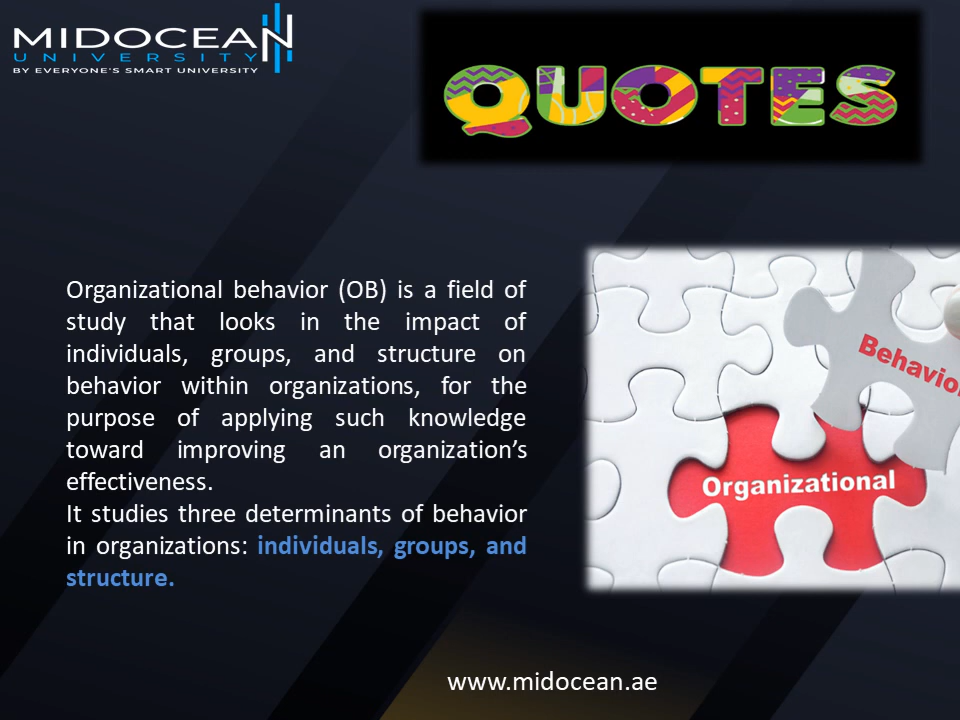 MIDOCEAN
UNIVERSITY
BY EVERYONE'S SMART UNIVERSITY
QUOTES
Organizational behavior (OB) is a field of
study that looks in the impact of
individuals, groups, and structure on
behavior within organizations, for the
purpose of applying such knowledge
toward improving an organization’s
effectiveness.
It studies three determinants of behavior
in organizations: individuals, groups, and
structure.
Behavior
Organizational
www.midocean.ae